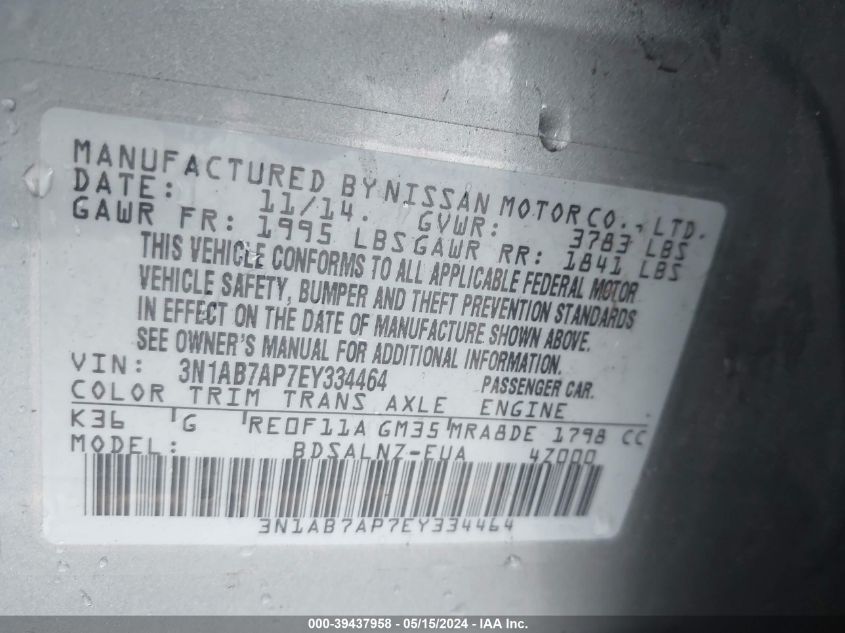 MANUFACTURED BY NISSAN MOTOR CO., LTD.
DATE: 11/14. GVWR: 3783 LBS
GAWR FR: 1995 LBS GAWR RR: 1841 LBS
THIS VEHICLE CONFORMS TO ALL APPLICABLE FEDERAL MOTOR
VEHICLE SAFETY, BUMPER AND THEFT PREVENTION STANDARDS
IN EFFECT ON THE DATE OF MANUFACTURE SHOWN ABOVE.
SEE OWNER'S MANUAL FOR ADDITIONAL INFORMATION.
VIN: 3N1AB7AP7EY334464 PASSENGER CAR.
COLOR TRIM TRANS AXLE ENGINE
K36 G RE0F11A GM35 MRA8DE 1798 CC
MODEL: BDSALNZ-EUA 4Z000
3N1AB7AP7EY334464
000-39437958 - 05/15/2024 - IAA Inc.